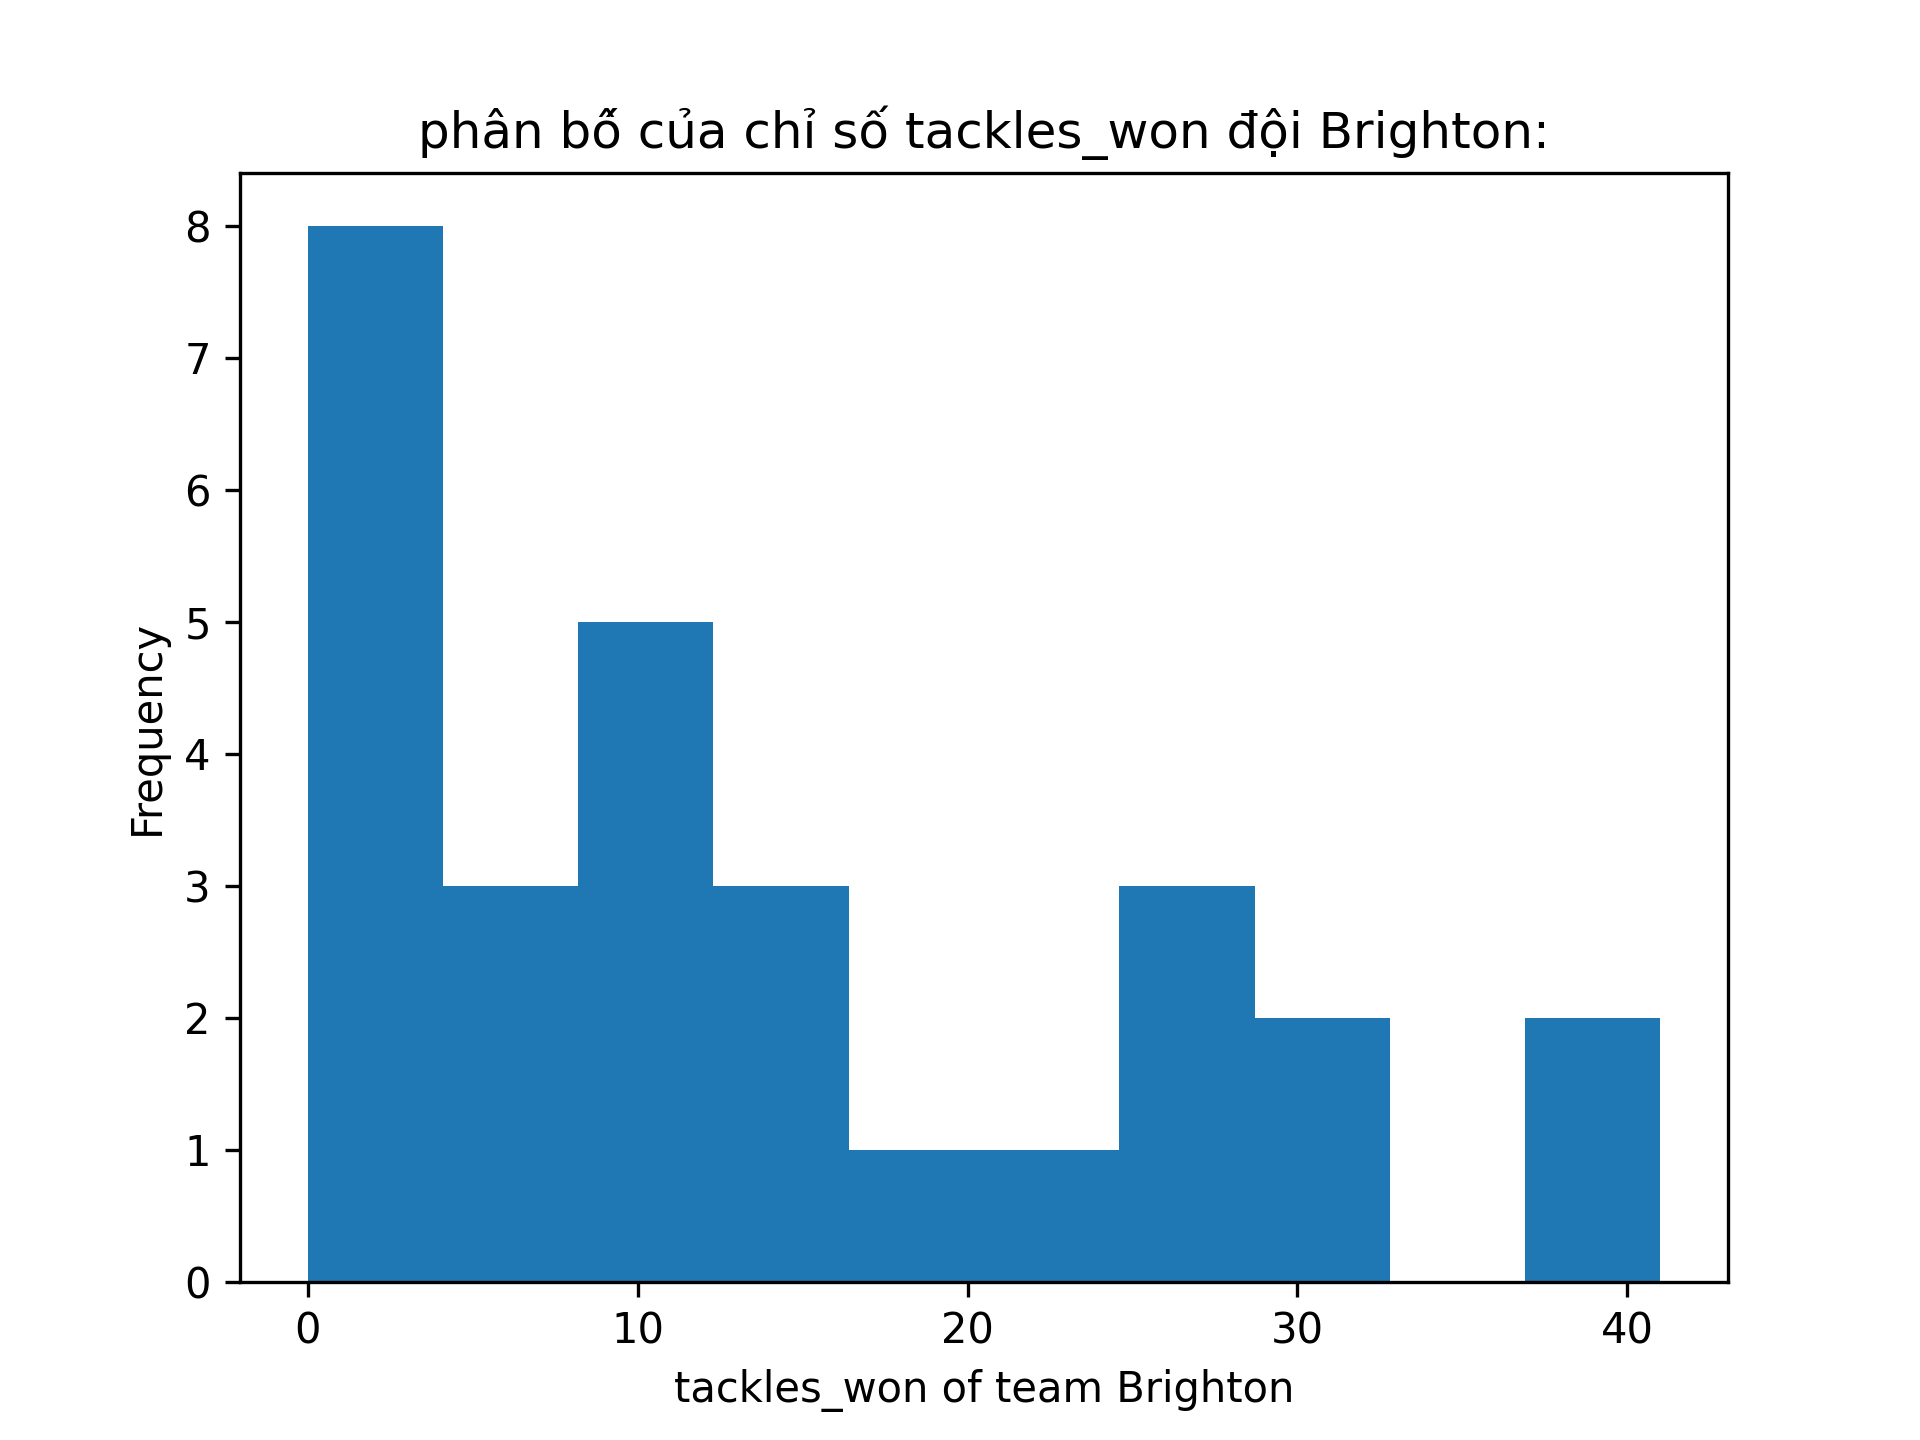 phân bố của chỉ số tackles_won đội Brighton:
8
7
6
5
4
3
2
1
0
Frequency
0 10 20 30 40
tackles_won of team Brighton